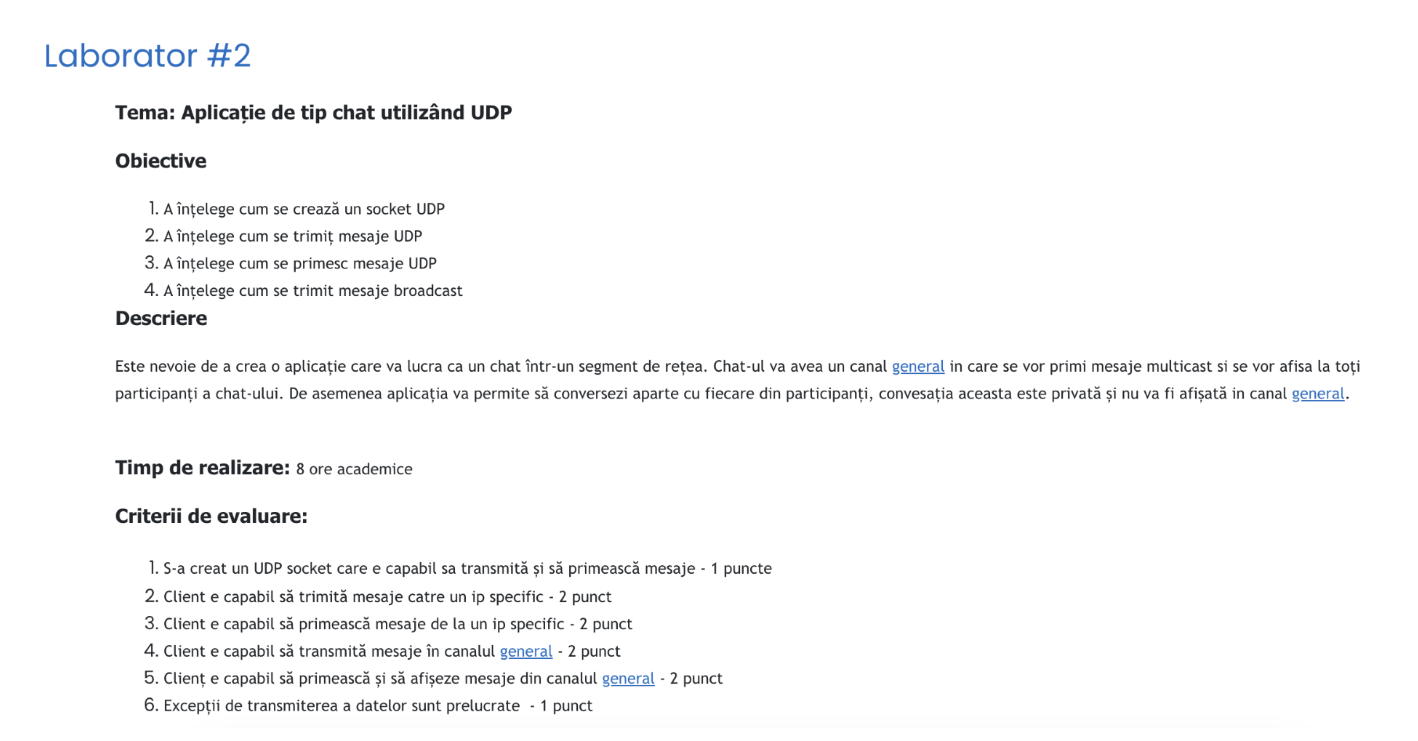 Laborator #2
Tema: Aplicație de tip chat utilizând UDP
Obiective
1. A înțelege cum se crează un socket UDP
2. A înțelege cum se trimiț mesaje UDP
3. A înțelege cum se primesc mesaje UDP
4. A înțelege cum se trimit mesaje broadcast
Descriere
Este nevoie de a crea o aplicație care va lucra ca un chat într-un segment de rețea. Chat-ul va avea un canal general in care se vor primi mesaje multicast si se vor afisa la toți
participanți a chat-ului. De asemenea aplicația va permite să conversezi aparte cu fiecare din participanți, convesația aceasta este privată și nu va fi afișată in canal general.
Timp de realizare: 8 ore academice
Criterii de evaluare:
1. S-a creat un UDP socket care e capabil sa transmită și să primească mesaje - 1 puncte
2. Client e capabil să trimită mesaje catre un ip specific - 2 punct
3. Client e capabil să primească mesaje de la un ip specific - 2 punct
4. Client e capabil să transmită mesaje în canalul general - 2 punct
5. Clienț e capabil să primească și să afișeze mesaje din canalul general - 2 punct
6. Excepții de transmiterea a datelor sunt prelucrate - 1 punct